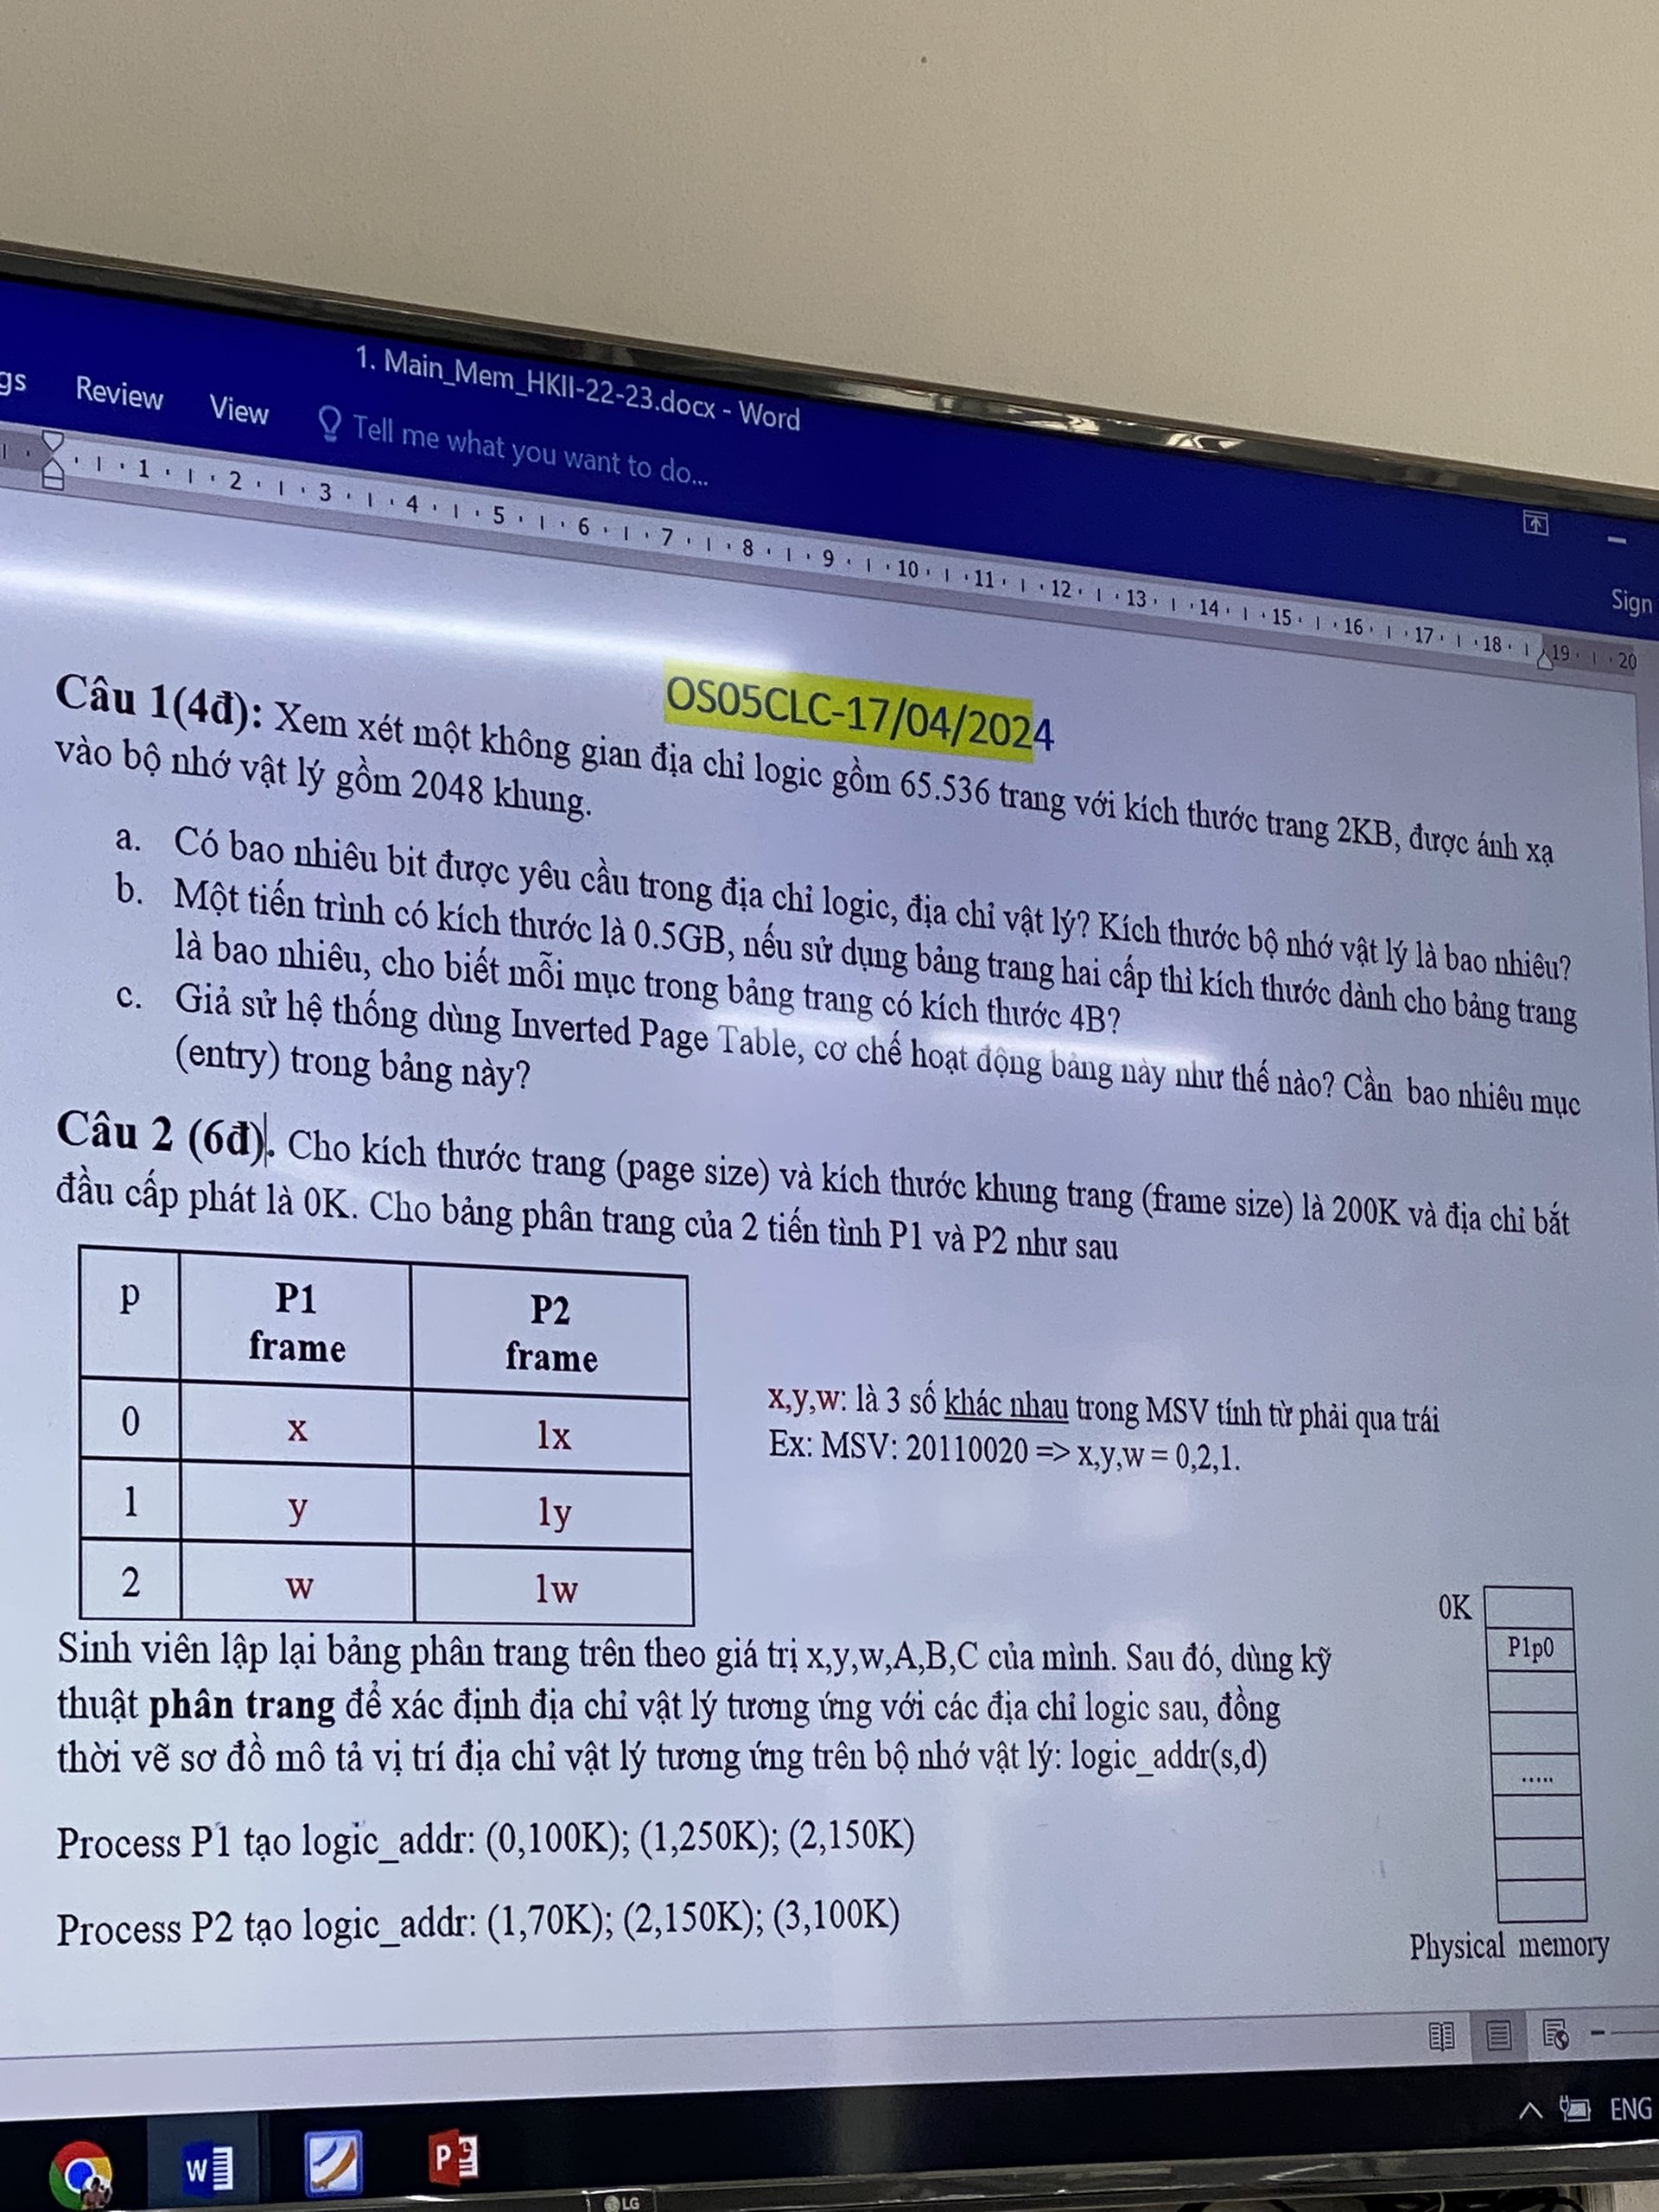 1. Main_Mem_HKII-22-23.docx - Word
gs Review View Tell me what you want to do...
Sign
1 2 3 4 5 6 7 8 9 10 11 12 13 14 15 16 17 18 19 20
OS05CLC-17/04/2024
Câu 1(4đ): Xem xét một không gian địa chỉ logic gồm 65.536 trang với kích thước trang 2KB, được ánh xạ
vào bộ nhớ vật lý gồm 2048 khung.
a. Có bao nhiêu bit được yêu cầu trong địa chỉ logic, địa chỉ vật lý? Kích thước bộ nhớ vật lý là bao nhiêu?
b. Một tiến trình có kích thước là 0.5GB, nếu sử dụng bảng trang hai cấp thì kích thước dành cho bảng trang
là bao nhiêu, cho biết mỗi mục trong bảng trang có kích thước 4B?
c. Giả sử hệ thống dùng Inverted Page Table, cơ chế hoạt động bảng này như thế nào? Cần bao nhiêu mục
(entry) trong bảng này?
Câu 2 (6đ). Cho kích thước trang (page size) và kích thước khung trang (frame size) là 200K và địa chỉ bắt
đầu cấp phát là 0K. Cho bảng phân trang của 2 tiến tình P1 và P2 như sau
p P1 frame P2 frame
0 x 1x
1 y 1y
2 w 1w
x,y,w: là 3 số khác nhau trong MSV tính từ phải qua trái
Ex: MSV: 20110020 => x,y,w = 0,2,1.
Sinh viên lập lại bảng phân trang trên theo giá trị x,y,w,A,B,C của mình. Sau đó, dùng kỹ
thuật phân trang để xác định địa chỉ vật lý tương ứng với các địa chỉ logic sau, đồng
thời vẽ sơ đồ mô tả vị trí địa chỉ vật lý tương ứng trên bộ nhớ vật lý: logic_addr(s,d)
Process P1 tạo logic_addr: (0,100K); (1,250K); (2,150K)
Process P2 tạo logic_addr: (1,70K); (2,150K); (3,100K)
0K
P1p0
.....
Physical memory
ENG
LG